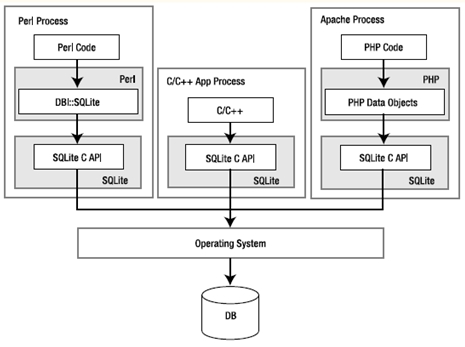 Perl Process
Perl Code
Perl
DBI::SQLite
SQLite C API
SQLite
C/C++ App Process
C/C++
SQLite C API
SQLite
Apache Process
PHP Code
PHP
PHP Data Objects
SQLite C API
SQLite
Operating System
DB